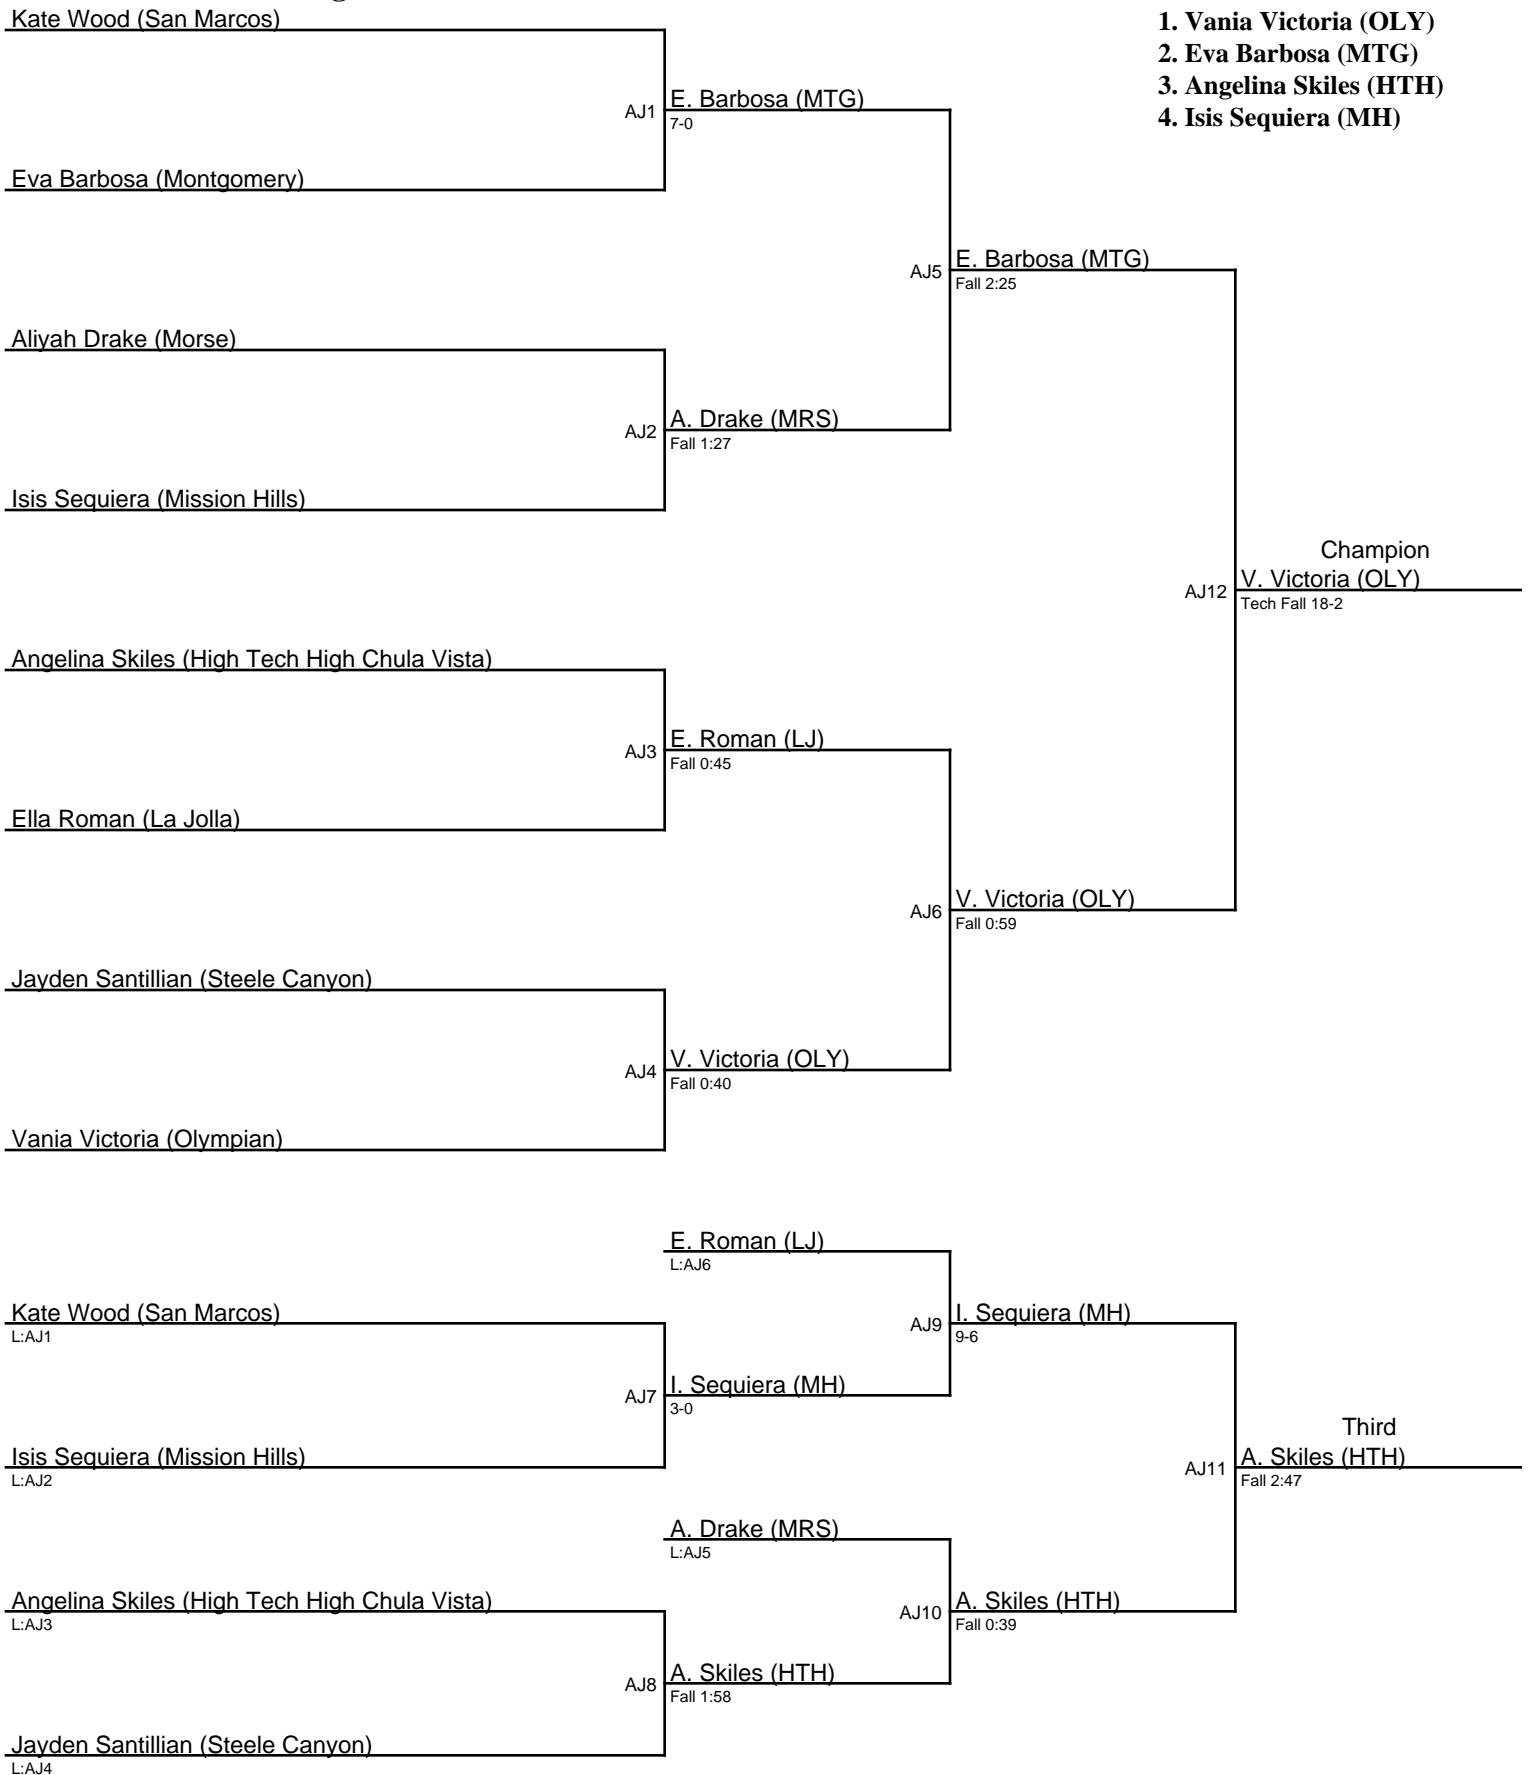 Kate Wood (San Marcos)
1. Vania Victoria (OLY)
2. Eva Barbosa (MTG)
3. Angelina Skiles (HTH)
4. Isis Sequiera (MH)
AJ1
E. Barbosa (MTG)
7-0
Eva Barbosa (Montgomery)
AJ5
E. Barbosa (MTG)
Fall 2:25
Aliyah Drake (Morse)
AJ2
A. Drake (MRS)
Fall 1:27
Isis Sequiera (Mission Hills)
Champion
AJ12
V. Victoria (OLY)
Tech Fall 18-2
Angelina Skiles (High Tech High Chula Vista)
AJ3
E. Roman (LJ)
Fall 0:45
Ella Roman (La Jolla)
AJ6
V. Victoria (OLY)
Fall 0:59
Jayden Santillian (Steele Canyon)
AJ4
V. Victoria (OLY)
Fall 0:40
Vania Victoria (Olympian)
E. Roman (LJ)
L:AJ6
Kate Wood (San Marcos)
L:AJ1
AJ9
I. Sequiera (MH)
9-6
AJ7
I. Sequiera (MH)
3-0
Isis Sequiera (Mission Hills)
L:AJ2
Third
AJ11
A. Skiles (HTH)
Fall 2:47
A. Drake (MRS)
L:AJ5
Angelina Skiles (High Tech High Chula Vista)
L:AJ3
AJ10
A. Skiles (HTH)
Fall 0:39
AJ8
A. Skiles (HTH)
Fall 1:58
Jayden Santillian (Steele Canyon)
L:AJ4